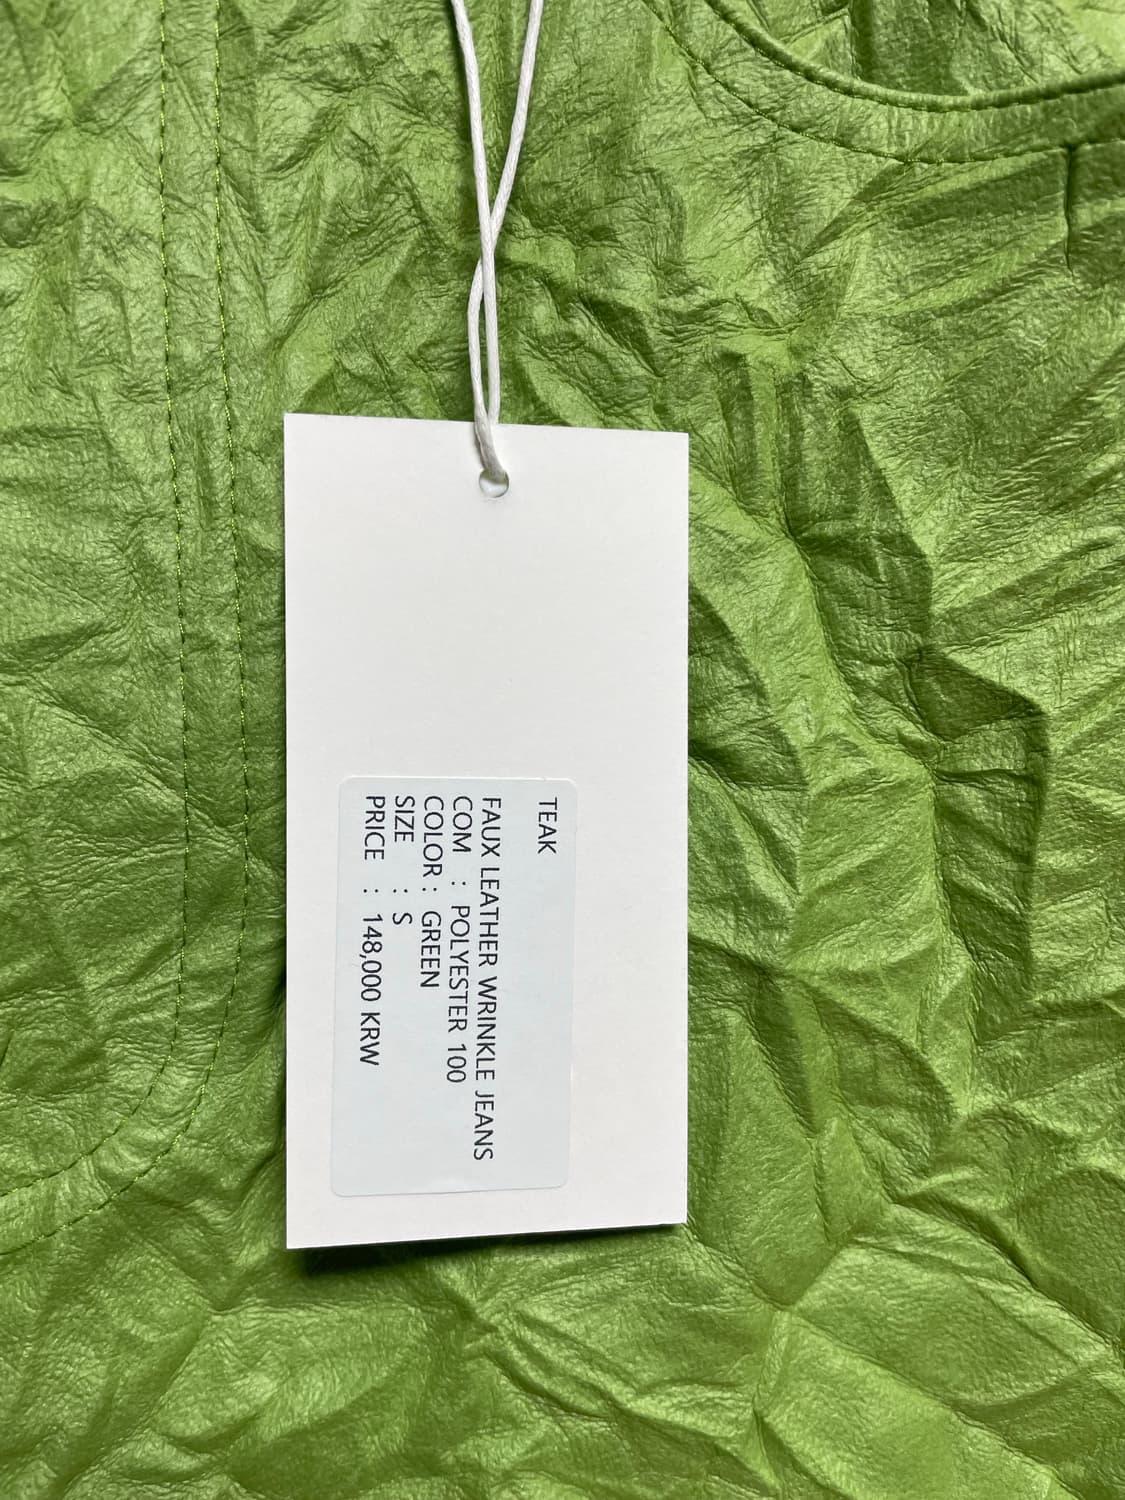 TEAK
FAUX LEATHER WRINKLE JEANS
COM : POLYESTER 100
COLOR : GREEN
SIZE : S
PRICE : 148,000 KRW